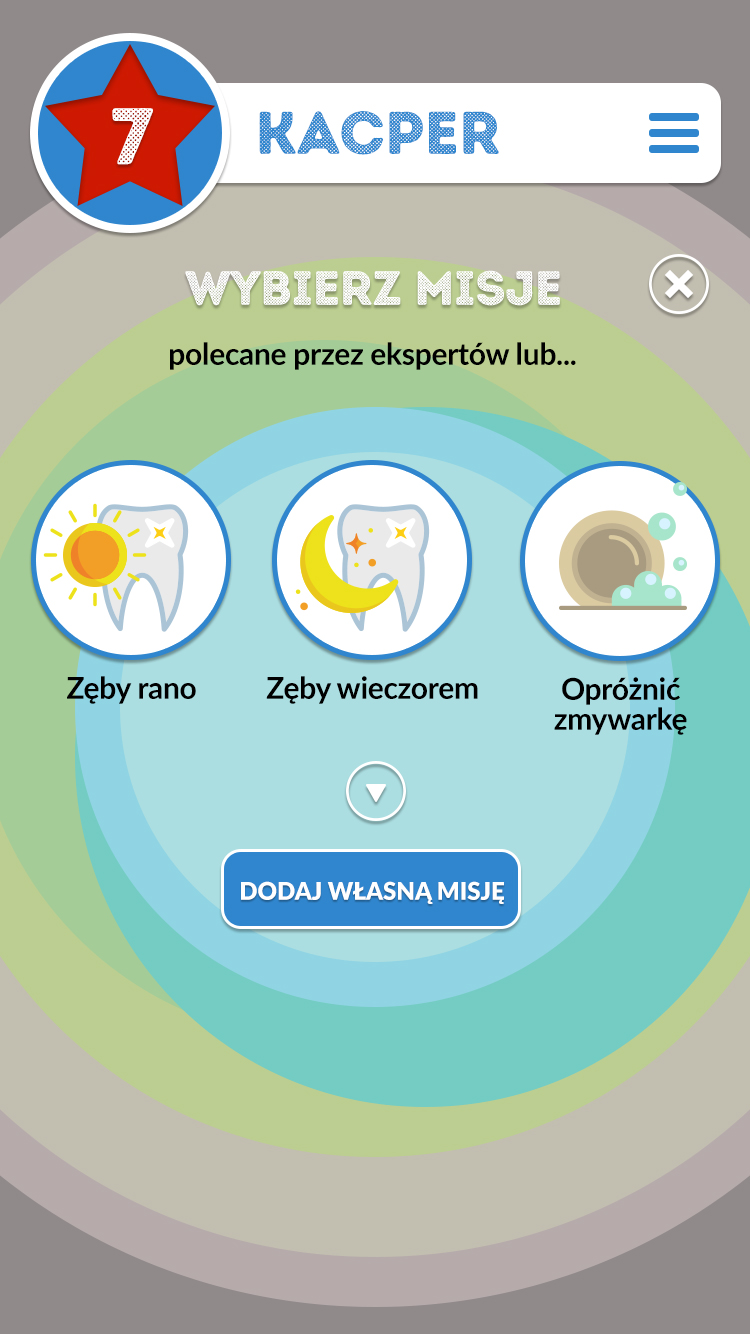 7
KACPER
WYBIERZ MISJE
polecane przez ekspertów lub...
Zęby rano
Zęby wieczorem
Opróżnić
zmywarkę
DODAJ WŁASNĄ MISJĘ